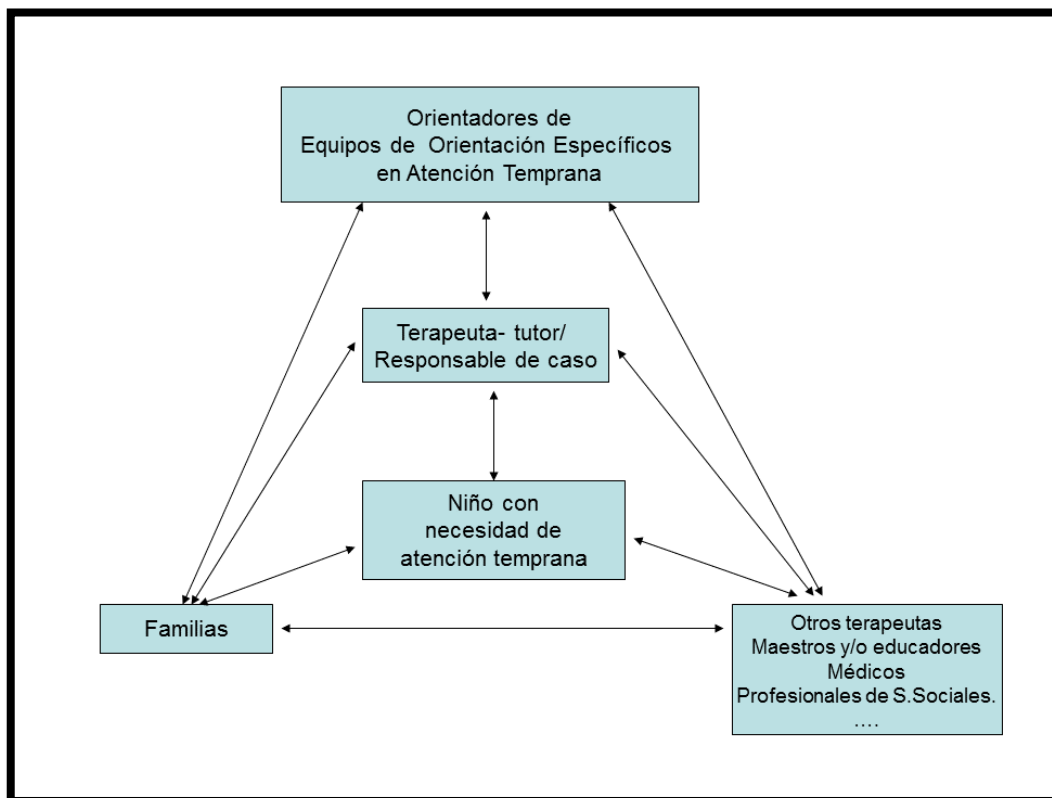 Orientadores de
Equipos de Orientación Específicos
en Atención Temprana
Terapeuta- tutor/
Responsable de caso
Niño con
necesidad de
atención temprana
Familias
Otros terapeutas
Maestros y/o educadores
Médicos
Profesionales de S.Sociales.
....